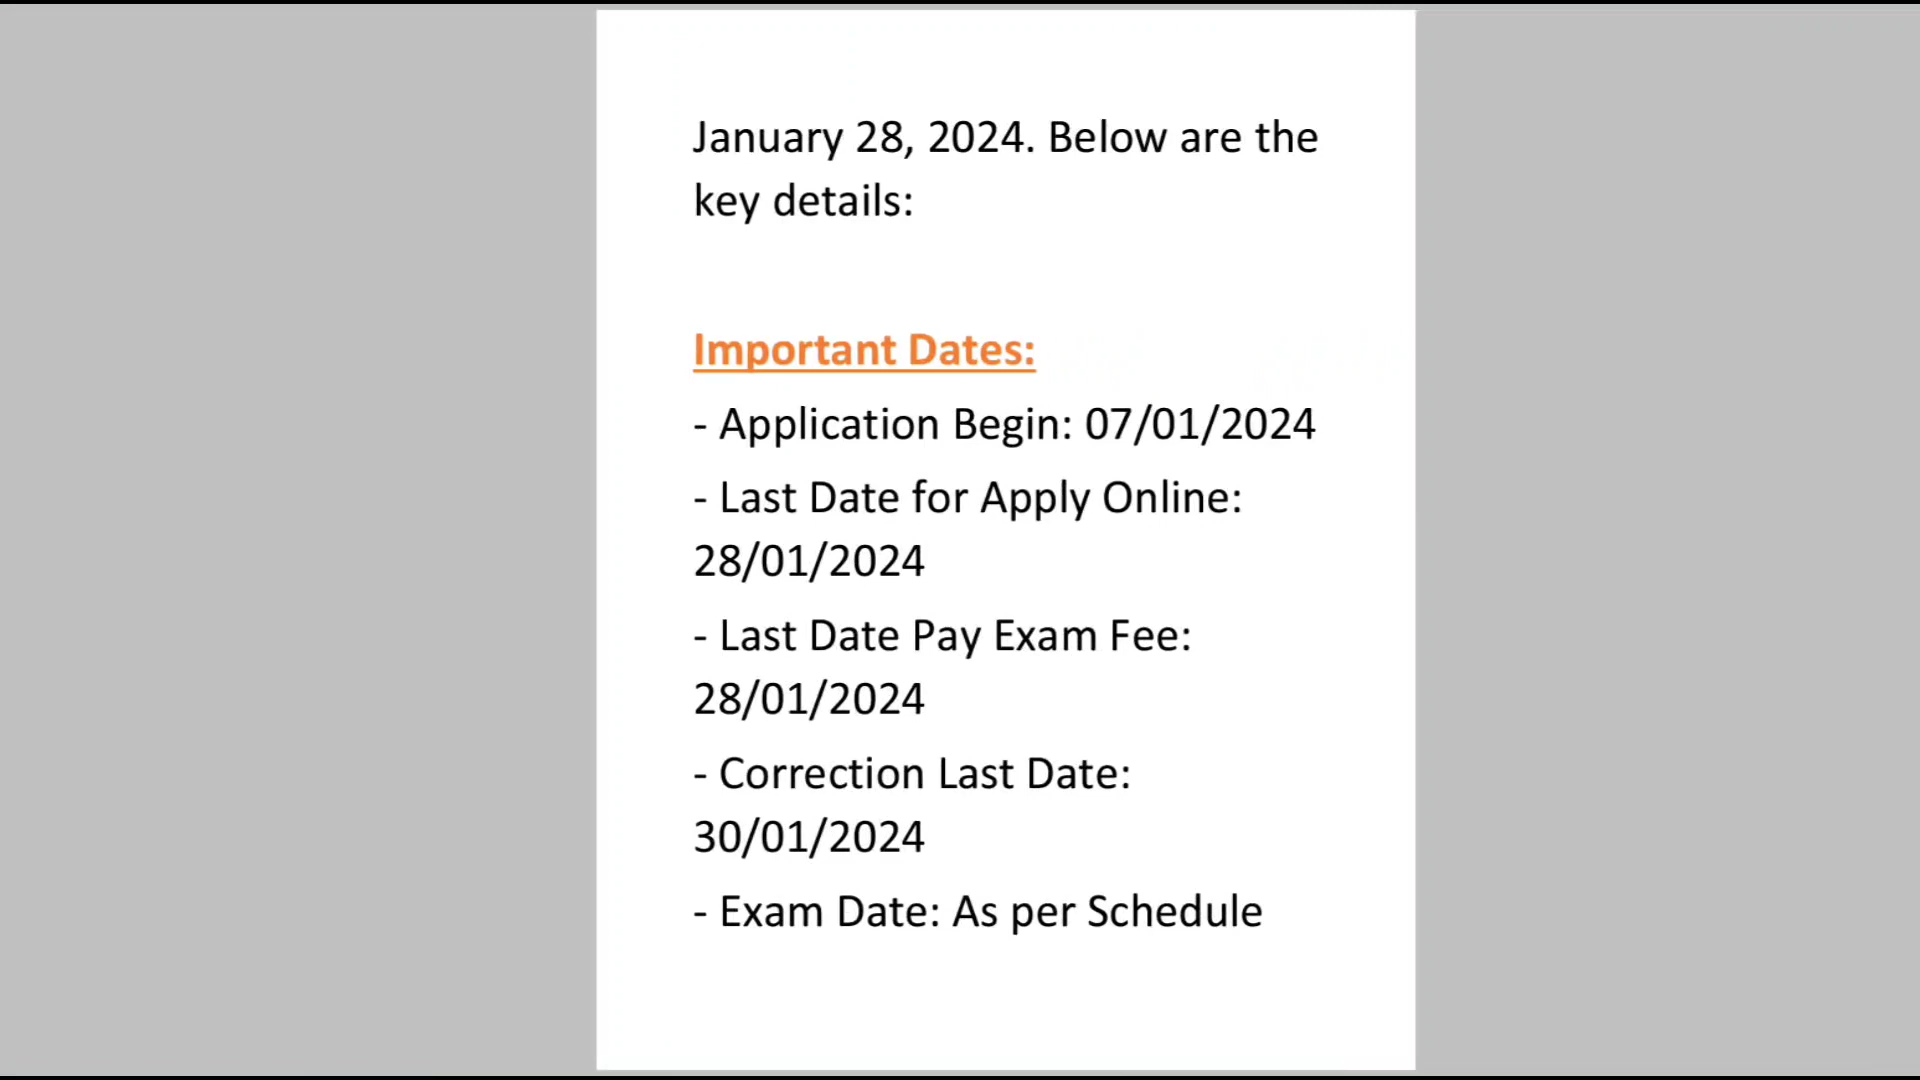 January 28, 2024. Below are the
key details:
Important Dates:
- Application Begin: 07/01/2024
- Last Date for Apply Online:
28/01/2024
- Last Date Pay Exam Fee:
28/01/2024
- Correction Last Date:
30/01/2024
- Exam Date: As per Schedule